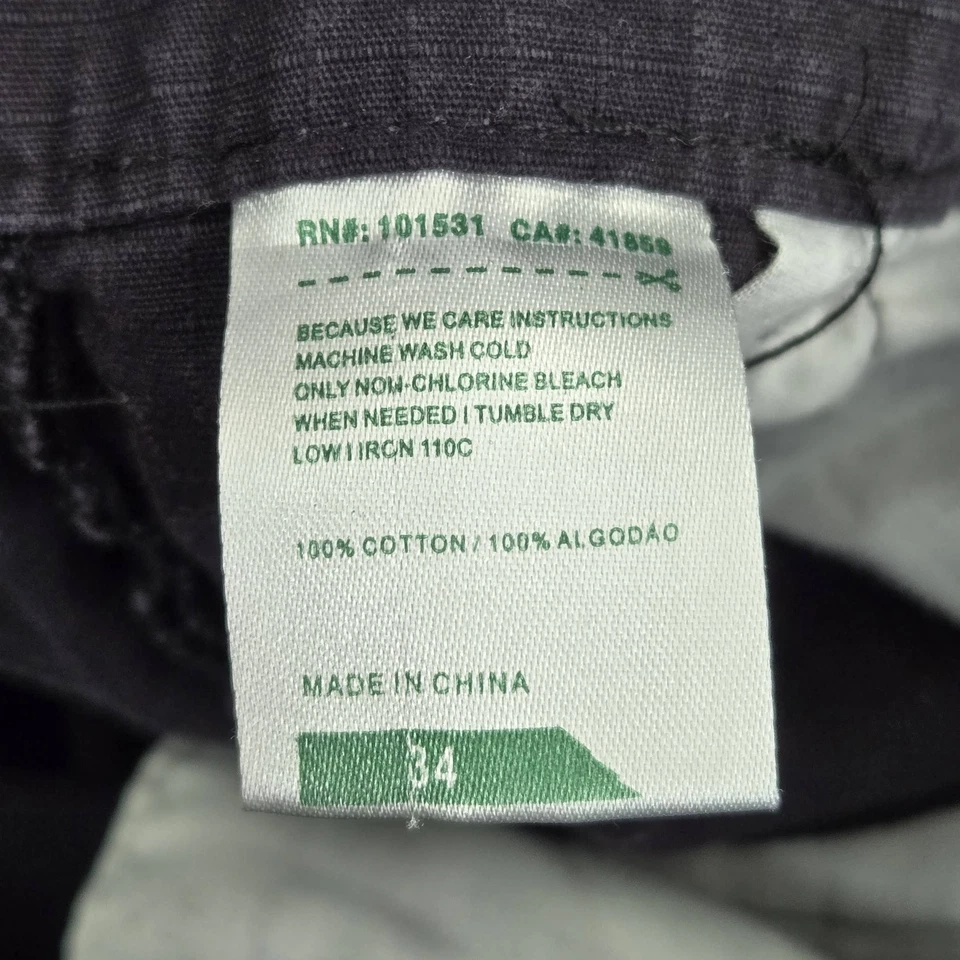 RN#: 101531 CA#: 41859
BECAUSE WE CARE INSTRUCTIONS
MACHINE WASH COLD
ONLY NON-CHLORINE BLEACH
WHEN NEEDED | TUMBLE DRY
LOW | IRON 110C
100% COTTON / 100% ALGODÃO
MADE IN CHINA
34